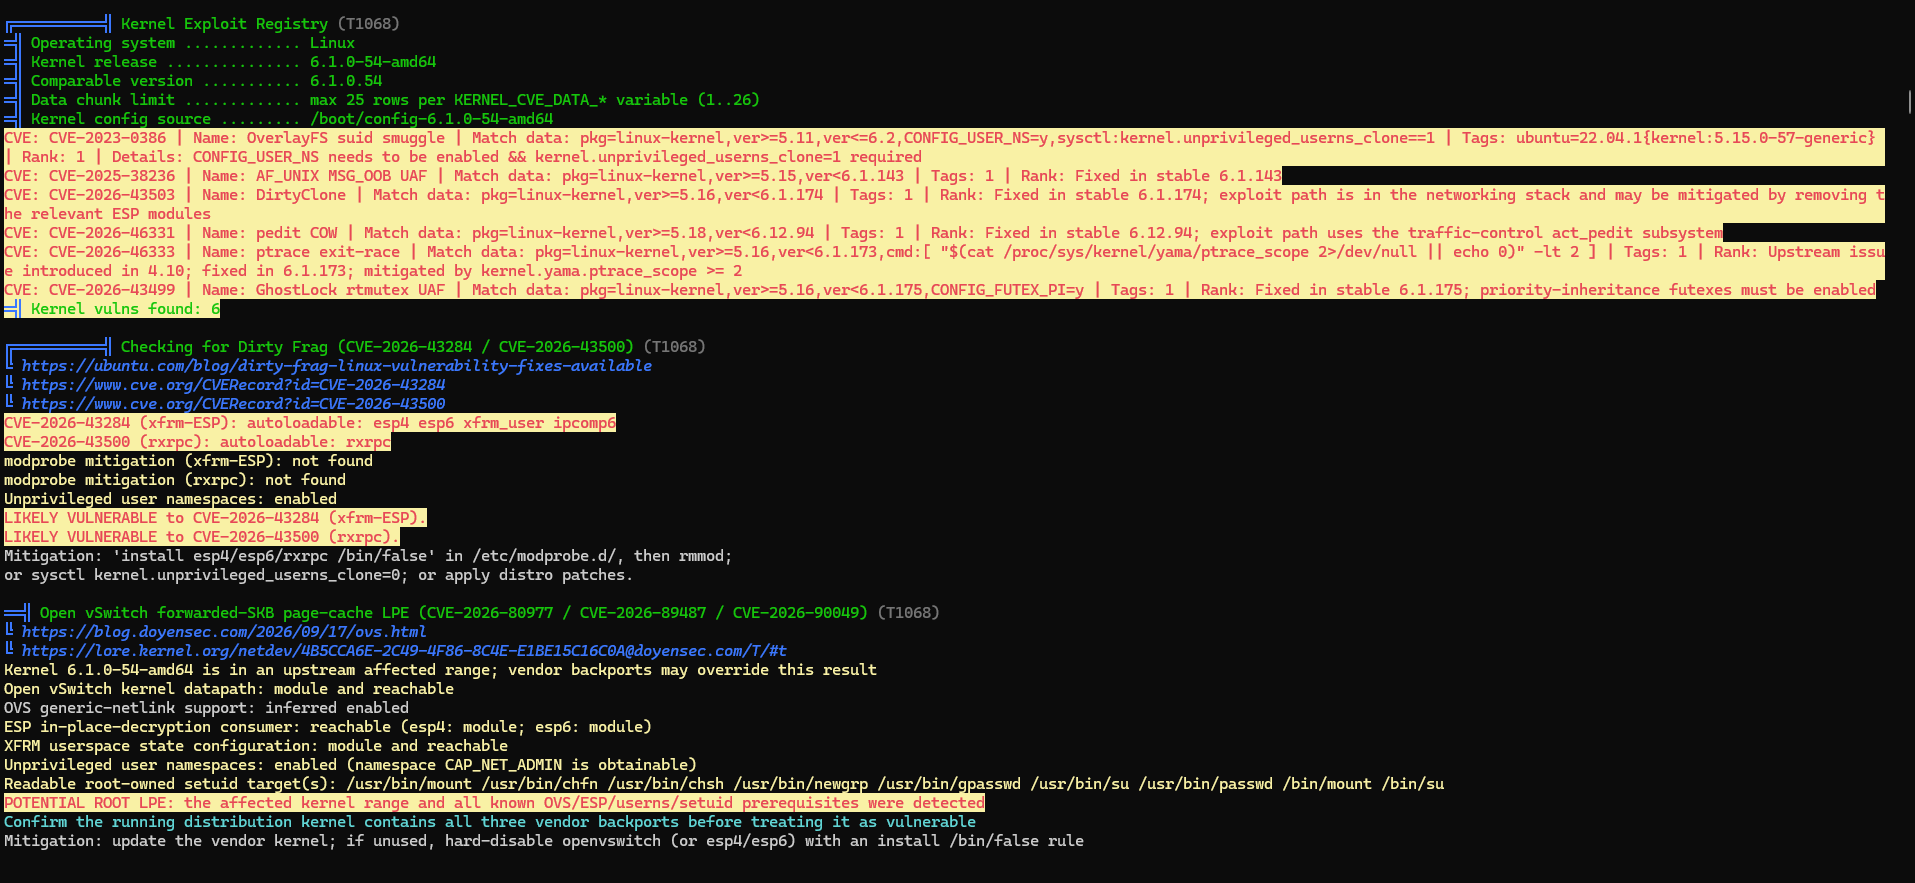 Kernel Exploit Registry (T1068)
Operating system ............. Linux
Kernel release ............... 6.1.0-54-amd64
Comparable version ........... 6.1.0.54
Data chunk limit ............. max 25 rows per KERNEL_CVE_DATA_* variable (1..26)
Kernel config source ......... /boot/config-6.1.0-54-amd64
CVE: CVE-2023-0386 | Name: OverlayFS suid smuggle | Match data: pkg=linux-kernel,ver>=5.11,ver<=6.2,CONFIG_USER_NS=y,sysctl:kernel.unprivileged_userns_clone==1 | Tags: ubuntu=22.04.1{kernel:5.15.0-57-generic}
| Rank: 1 | Details: CONFIG_USER_NS needs to be enabled && kernel.unprivileged_userns_clone=1 required
CVE: CVE-2025-38236 | Name: AF_UNIX MSG_OOB UAF | Match data: pkg=linux-kernel,ver>=5.15,ver<6.1.143 | Tags: 1 | Rank: Fixed in stable 6.1.143
CVE: CVE-2026-43503 | Name: DirtyClone | Match data: pkg=linux-kernel,ver>=5.16,ver<6.1.174 | Tags: 1 | Rank: Fixed in stable 6.1.174; exploit path is in the networking stack and may be mitigated by removing t
he relevant ESP modules
CVE: CVE-2026-46331 | Name: pedit COW | Match data: pkg=linux-kernel,ver>=5.18,ver<6.12.94 | Tags: 1 | Rank: Fixed in stable 6.12.94; exploit path uses the traffic-control act_pedit subsystem
CVE: CVE-2026-46333 | Name: ptrace exit-race | Match data: pkg=linux-kernel,ver>=5.16,ver<6.1.173,cmd:[ "$(cat /proc/sys/kernel/yama/ptrace_scope 2>/dev/null || echo 0)" -lt 2 ] | Tags: 1 | Rank: Upstream issu
e introduced in 4.10; fixed in 6.1.173; mitigated by kernel.yama.ptrace_scope >= 2
CVE: CVE-2026-43499 | Name: GhostLock rtmutex UAF | Match data: pkg=linux-kernel,ver>=5.16,ver<6.1.175,CONFIG_FUTEX_PI=y | Tags: 1 | Rank: Fixed in stable 6.1.175; priority-inheritance futexes must be enabled
Kernel vulns found: 6
Checking for Dirty Frag (CVE-2026-43284 / CVE-2026-43500) (T1068)
https://ubuntu.com/blog/dirty-frag-linux-vulnerability-fixes-available
https://www.cve.org/CVERecord?id=CVE-2026-43284
https://www.cve.org/CVERecord?id=CVE-2026-43500
CVE-2026-43284 (xfrm-ESP): autoloadable: esp4 esp6 xfrm_user ipcomp6
CVE-2026-43500 (rxrpc): autoloadable: rxrpc
modprobe mitigation (xfrm-ESP): not found
modprobe mitigation (rxrpc): not found
Unprivileged user namespaces: enabled
LIKELY VULNERABLE to CVE-2026-43284 (xfrm-ESP).
LIKELY VULNERABLE to CVE-2026-43500 (rxrpc).
Mitigation: 'install esp4/esp6/rxrpc /bin/false' in /etc/modprobe.d/, then rmmod;
or sysctl kernel.unprivileged_userns_clone=0; or apply distro patches.
Open vSwitch forwarded-SKB page-cache LPE (CVE-2026-80977 / CVE-2026-89487 / CVE-2026-90049) (T1068)
https://blog.doyensec.com/2026/09/17/ovs.html
https://lore.kernel.org/netdev/4B5CCA6E-2C49-4F86-8C4E-E1BE15C16C0A@doyensec.com/T/#t
Kernel 6.1.0-54-amd64 is in an upstream affected range; vendor backports may override this result
Open vSwitch kernel datapath: module and reachable
OVS generic-netlink support: inferred enabled
ESP in-place-decryption consumer: reachable (esp4: module; esp6: module)
XFRM userspace state configuration: module and reachable
Unprivileged user namespaces: enabled (namespace CAP_NET_ADMIN is obtainable)
Readable root-owned setuid target(s): /usr/bin/mount /usr/bin/chfn /usr/bin/chsh /usr/bin/newgrp /usr/bin/gpasswd /usr/bin/su /usr/bin/passwd /bin/mount /bin/su
POTENTIAL ROOT LPE: the affected kernel range and all known OVS/ESP/userns/setuid prerequisites were detected
Confirm the running distribution kernel contains all three vendor backports before treating it as vulnerable
Mitigation: update the vendor kernel; if unused, hard-disable openvswitch (or esp4/esp6) with an install /bin/false rule